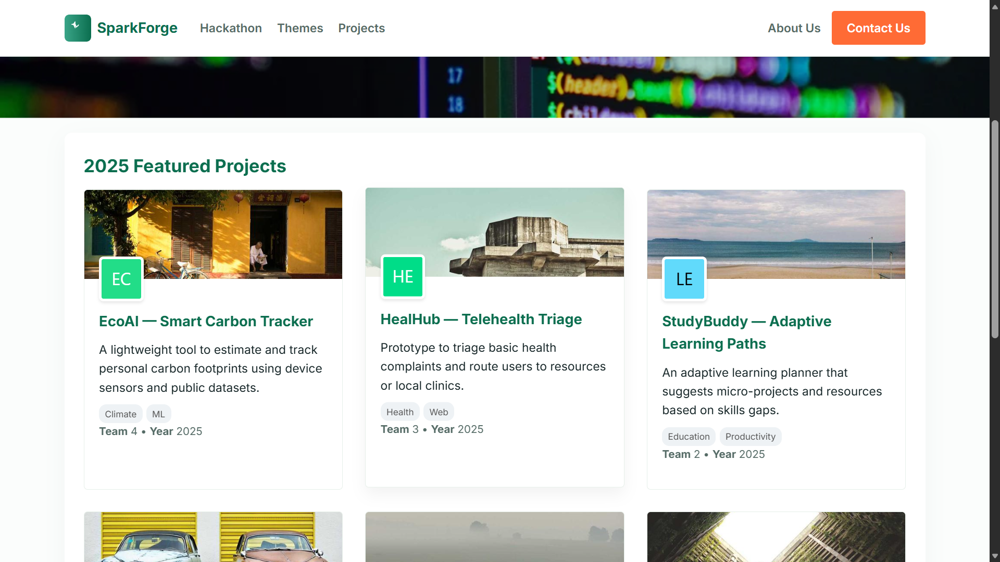 SparkForge
Hackathon
Themes
Projects
About Us
Contact Us
17
18
$(header)
2025 Featured Projects
EC
EcoAI — Smart Carbon Tracker
A lightweight tool to estimate and track
personal carbon footprints using device
sensors and public datasets.
Climate
ML
Team 4 • Year 2025
HE
HealHub — Telehealth Triage
Prototype to triage basic health
complaints and route users to resources
or local clinics.
Health
Web
Team 3 • Year 2025
LE
StudyBuddy — Adaptive
Learning Paths
An adaptive learning planner that
suggests micro-projects and resources
based on skills gaps.
Education
Productivity
Team 2 • Year 2025